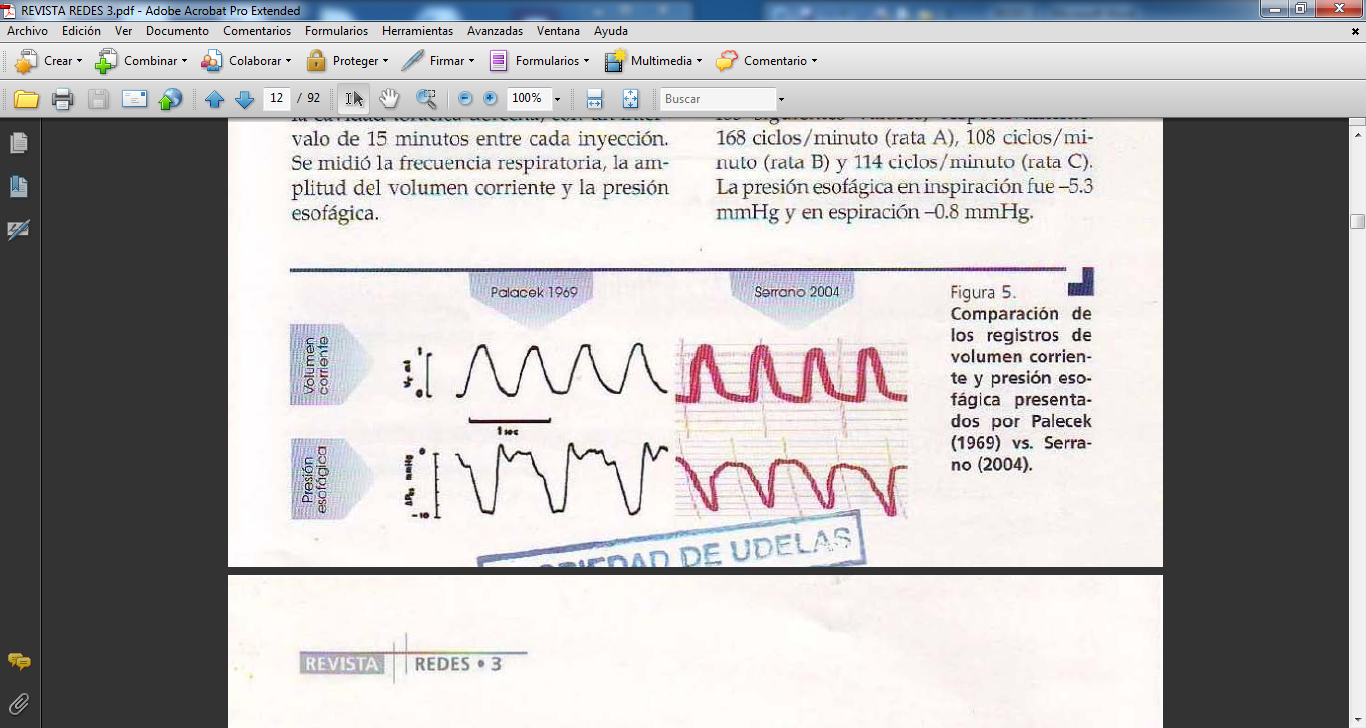 REVISTA REDES 3.pdf - Adobe Acrobat Pro Extended
Archivo Edición Ver Documento Comentarios Formularios Herramientas Avanzadas Ventana Ayuda
Crear Combinar Colaborar Proteger Firmar Formularios Multimedia Comentario
12 / 92 100% Buscar
valo de 15 minutos entre cada inyección.
Se midió la frecuencia respiratoria, la am-
plitud del volumen corriente y la presión
esofágica.
168 ciclos/minuto (rata A), 108 ciclos/mi-
nuto (rata B) y 114 ciclos/minuto (rata C).
La presión esofágica en inspiración fue –5.3
mmHg y en espiración –0.8 mmHg.
Palacek 1969
Serrano 2004
Volumen
corriente
1
0
1 sec
Presión
esofágica
mmHg
0
-10
Figura 5.
Comparación de
los registros de
volumen corrien-
te y presión eso-
fágica presenta-
dos por Palecek
(1969) vs. Serra-
no (2004).
DE UDELAS
REVISTA REDES • 3